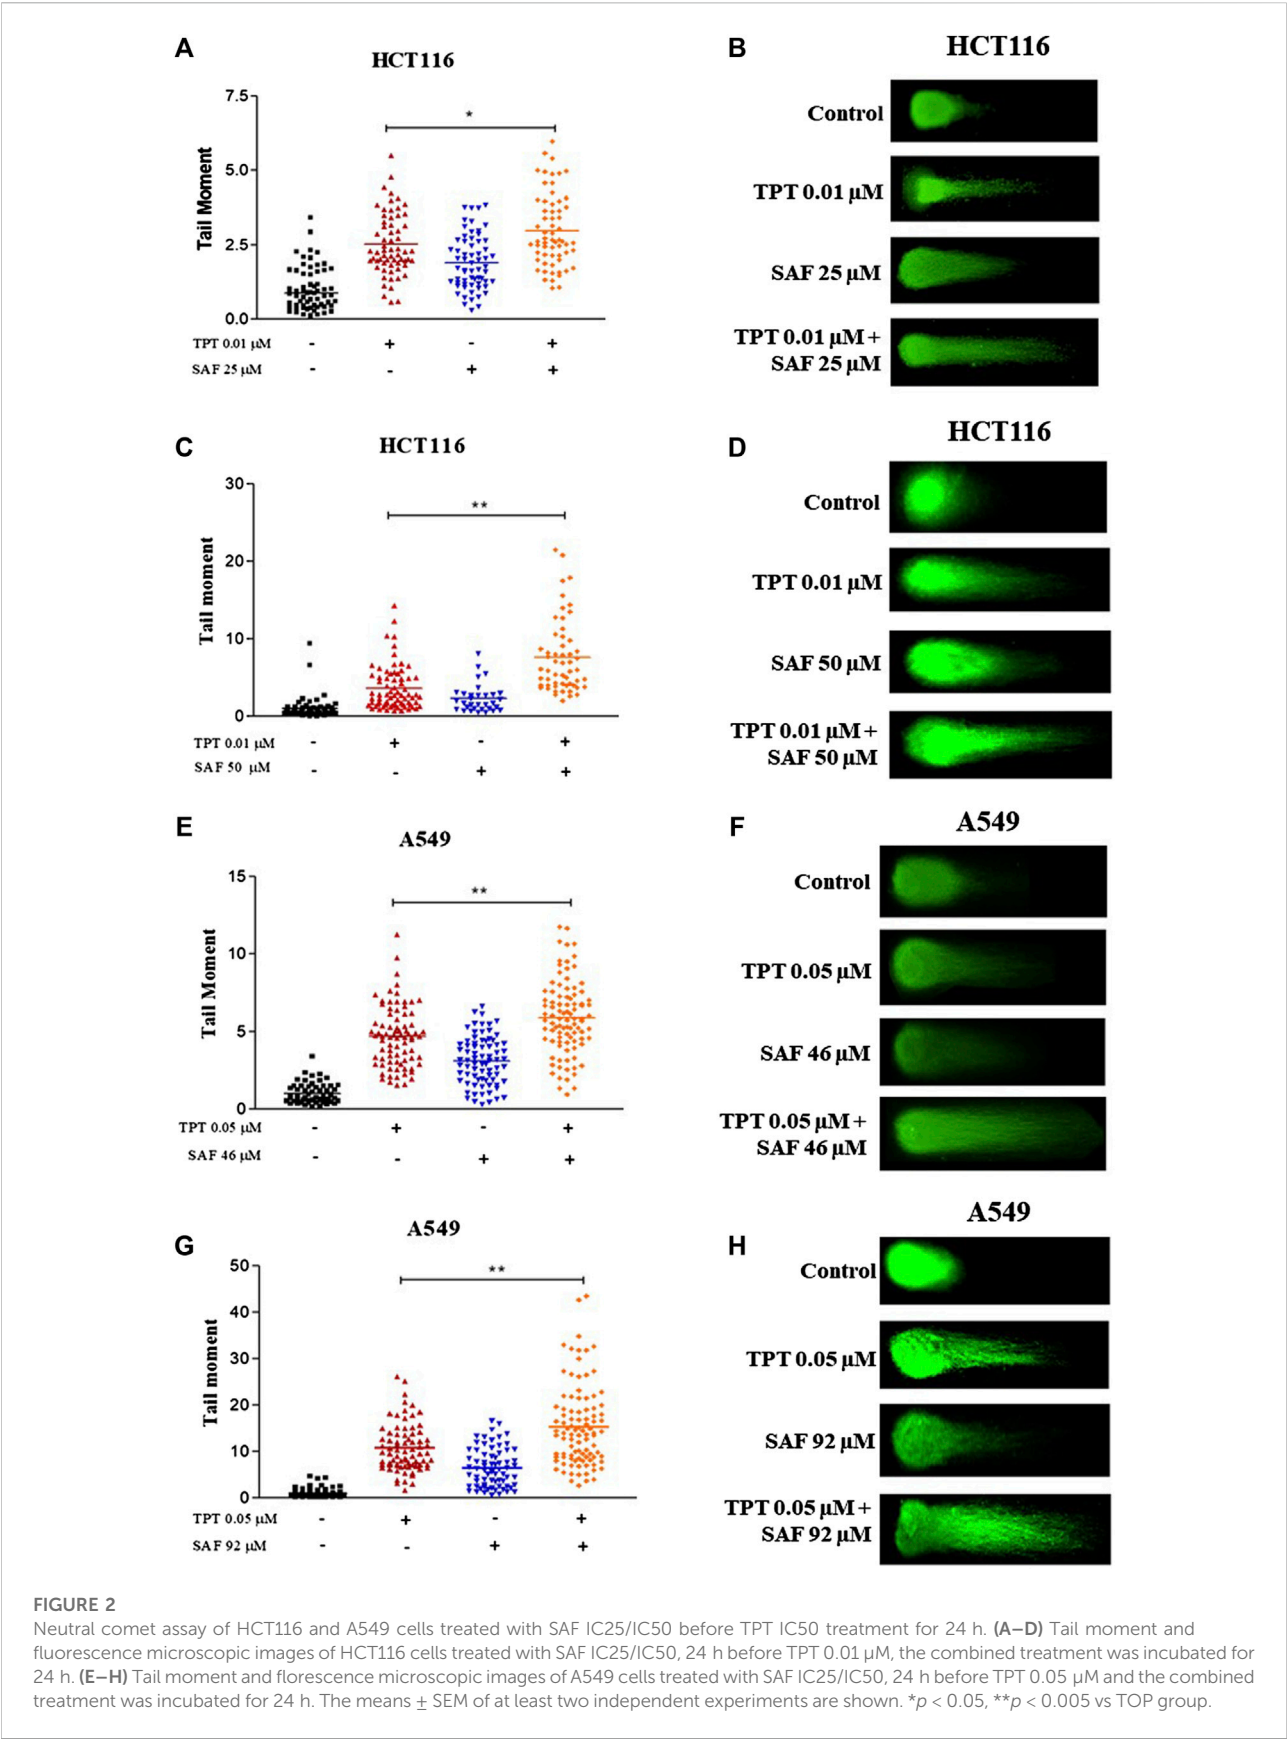 A
HCT116
*
7.5
5.0
2.5
0.0
Tail Moment
TPT 0.01 µM - + - +
SAF 25 µM - - + +
B
HCT116
Control
TPT 0.01 µM
SAF 25 µM
TPT 0.01 µM +
SAF 25 µM
C
HCT116
**
30
20
10
0
Tail moment
TPT 0.01 µM - + - +
SAF 50 µM - - + +
D
HCT116
Control
TPT 0.01 µM
SAF 50 µM
TPT 0.01 µM +
SAF 50 µM
E
A549
**
15
10
5
0
Tail Moment
TPT 0.05 µM - + - +
SAF 46 µM - - + +
F
A549
Control
TPT 0.05 µM
SAF 46 µM
TPT 0.05 µM +
SAF 46 µM
G
A549
**
50
40
30
20
10
0
Tail moment
TPT 0.05 µM - + - +
SAF 92 µM - - + +
H
A549
Control
TPT 0.05 µM
SAF 92 µM
TPT 0.05 µM +
SAF 92 µM
FIGURE 2
Neutral comet assay of HCT116 and A549 cells treated with SAF IC25/IC50 before TPT IC50 treatment for 24 h. (A–D) Tail moment and
fluorescence microscopic images of HCT116 cells treated with SAF IC25/IC50, 24 h before TPT 0.01 µM, the combined treatment was incubated for
24 h. (E–H) Tail moment and florescence microscopic images of A549 cells treated with SAF IC25/IC50, 24 h before TPT 0.05 µM and the combined
treatment was incubated for 24 h. The means ± SEM of at least two independent experiments are shown. *p < 0.05, **p < 0.005 vs TOP group.